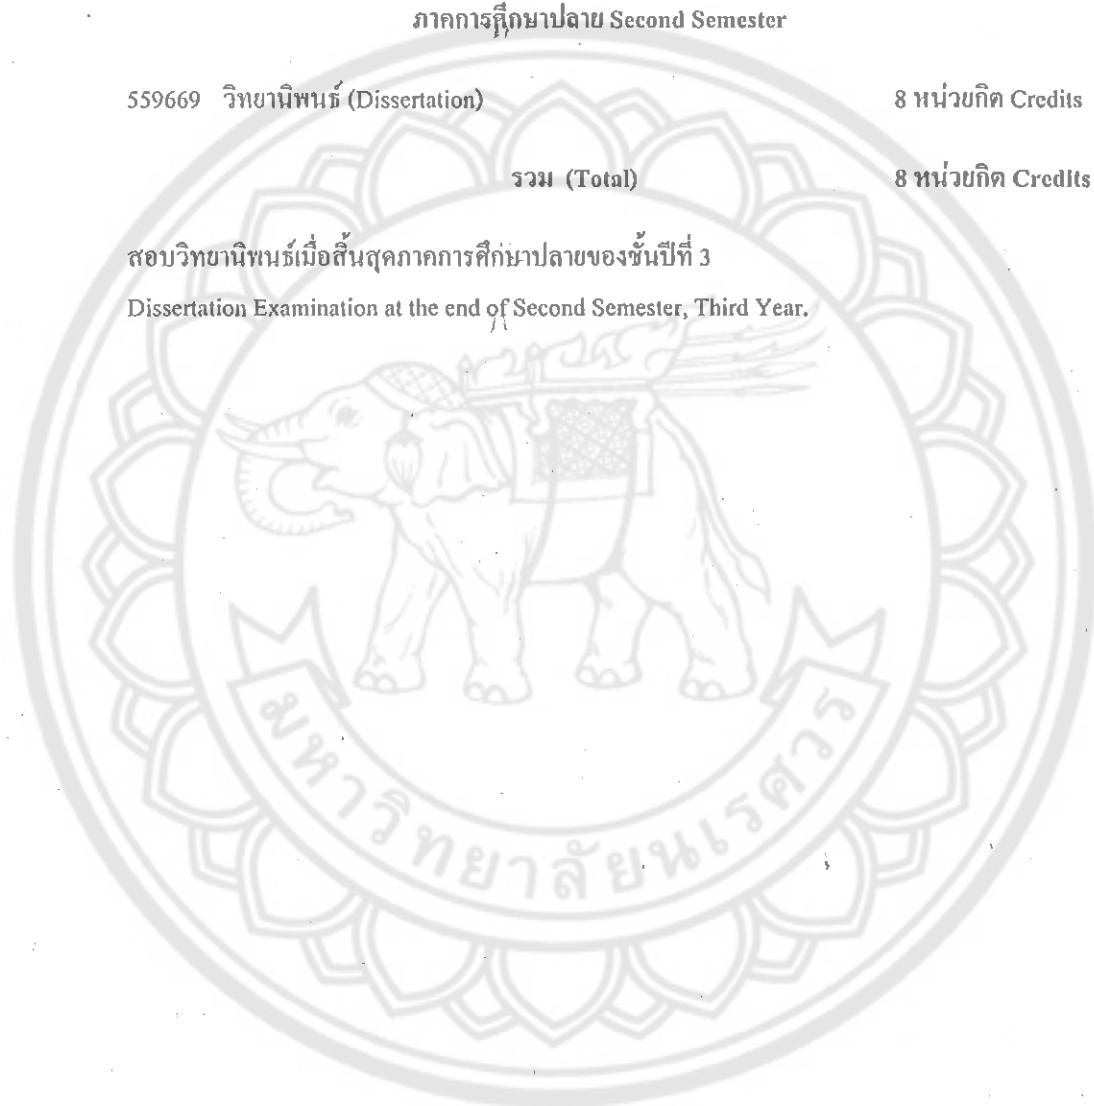 ภาคการศึกษาปลาย Second Semester
559669 วิทยานิพนธ์ (Dissertation) 8 หน่วยกิต Credits
รวม (Total) 8 หน่วยกิต Credits
สอบวิทยานิพนธ์เมื่อสิ้นสุดภาคการศึกษาปลายของชั้นปีที่ 3
Dissertation Examination at the end of Second Semester, Third Year.
มหาวิทยาลัยนเรศวร